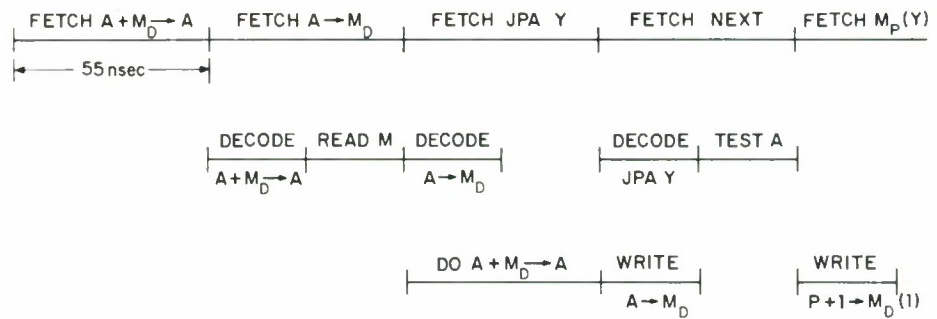 FETCH A + M_D → A FETCH A → M_D FETCH JPA Y FETCH NEXT FETCH M_P (Y)
55 nsec
DECODE READ M DECODE DECODE TEST A
A + M_D → A A → M_D JPA Y
DO A + M_D → A WRITE WRITE
A → M_D P + 1 → M_D (1)